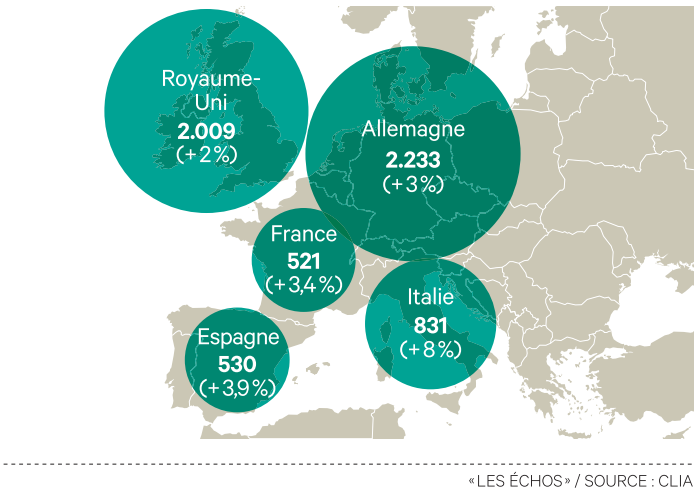 Royaume-
Uni
2.009
(+2%)
Allemagne
2.233
(+3%)
France
521
(+3,4%)
Italie
831
(+8%)
Espagne
530
(+3,9%)
«LES ÉCHOS» / SOURCE : CLIA